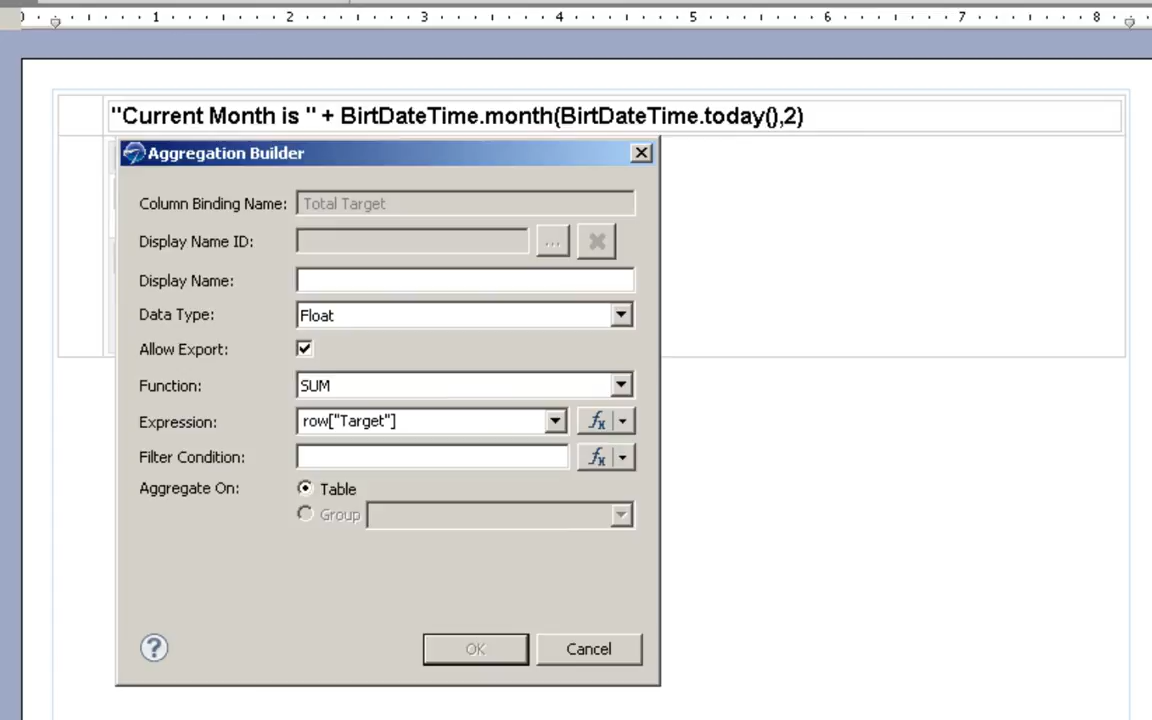 1 2 3 4 5 6 7 8
"Current Month is " + BirtDateTime.month(BirtDateTime.today(),2)
Aggregation Builder
Column Binding Name: Total Target
Display Name ID: ...
Display Name:
Data Type: Float
Allow Export:
Function: SUM
Expression: row["Target"] fx
Filter Condition: fx
Aggregate On: Table
Group
? OK Cancel